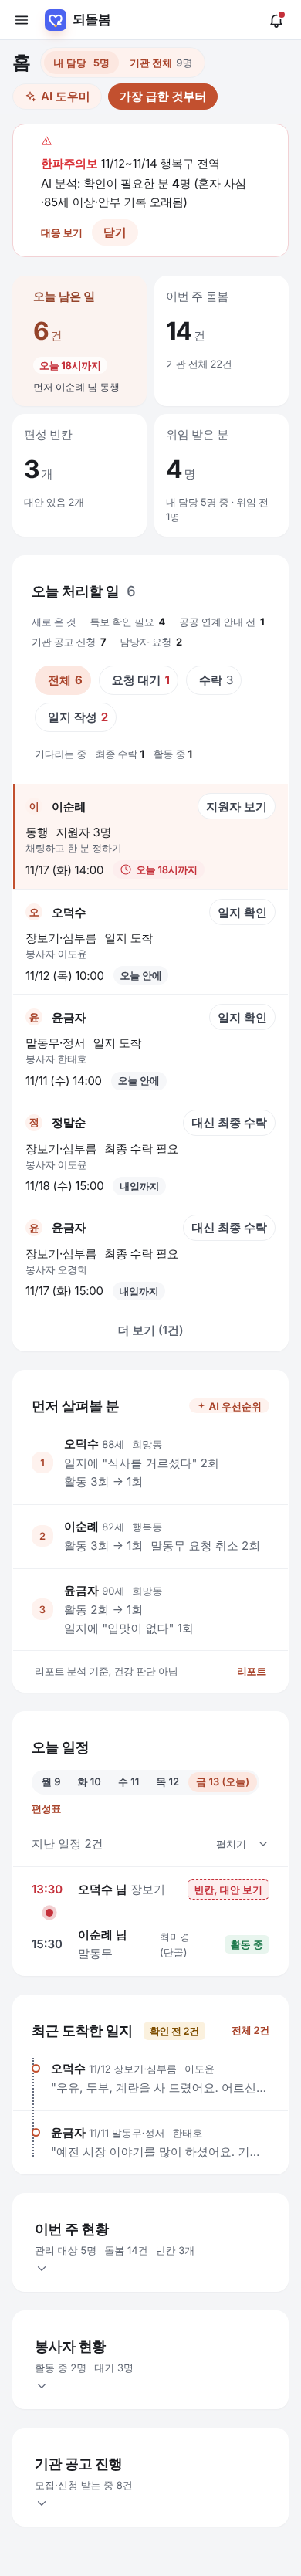 되돌봄
홈
내 담당 5명 기관 전체 9명
AI 도우미 가장 급한 것부터
한파주의보 11/12~11/14 행복구 전역
AI 분석: 확인이 필요한 분 4명 (혼자 사심
·85세 이상·안부 기록 오래됨)
대응 보기 닫기
오늘 남은 일
6건
오늘 18시까지
먼저 이순례 님 동행
이번 주 돌봄
14건
기관 전체 22건
편성 빈칸
3개
대안 있음 2개
위임 받은 분
4명
내 담당 5명 중 · 위임 전
1명
오늘 처리할 일 6
새로 온 것 특보 확인 필요 4 공공 연계 안내 전 1
기관 공고 신청 7 담당자 요청 2
전체 6 요청 대기 1 수락 3
일지 작성 2
기다리는 중 최종 수락 1 활동 중 1
이 이순례 지원자 보기
동행 지원자 3명
채팅하고 한 분 정하기
11/17 (화) 14:00 오늘 18시까지
오 오덕수 일지 확인
장보기·심부름 일지 도착
봉사자 이도윤
11/12 (목) 10:00 오늘 안에
윤 윤금자 일지 확인
말동무·정서 일지 도착
봉사자 한태호
11/11 (수) 14:00 오늘 안에
정 정말순 대신 최종 수락
장보기·심부름 최종 수락 필요
봉사자 이도윤
11/18 (수) 15:00 내일까지
윤 윤금자 대신 최종 수락
장보기·심부름 최종 수락 필요
봉사자 오경희
11/17 (화) 15:00 내일까지
더 보기 (1건)
먼저 살펴볼 분 AI 우선순위
오덕수 88세 희망동
1 일지에 "식사를 거르셨다" 2회
활동 3회 → 1회
이순례 82세 행복동
2 활동 3회 → 1회 말동무 요청 취소 2회
윤금자 90세 희망동
3 활동 2회 → 1회
일지에 "입맛이 없다" 1회
리포트 분석 기준, 건강 판단 아님 리포트
오늘 일정
월 9 화 10 수 11 목 12 금 13 (오늘)
편성표
지난 일정 2건 펼치기
13:30 오덕수 님 장보기 빈칸, 대안 보기
15:30 이순례 님 말동무 최미경 (단골) 활동 중
최근 도착한 일지 확인 전 2건 전체 2건
오덕수 11/12 장보기·심부름 이도윤
"우유, 두부, 계란을 사 드렸어요. 어르신...
윤금자 11/11 말동무·정서 한태호
"예전 시장 이야기를 많이 하셨어요. 기...
이번 주 현황
관리 대상 5명 돌봄 14건 빈칸 3개
봉사자 현황
활동 중 2명 대기 3명
기관 공고 진행
모집·신청 받는 중 8건